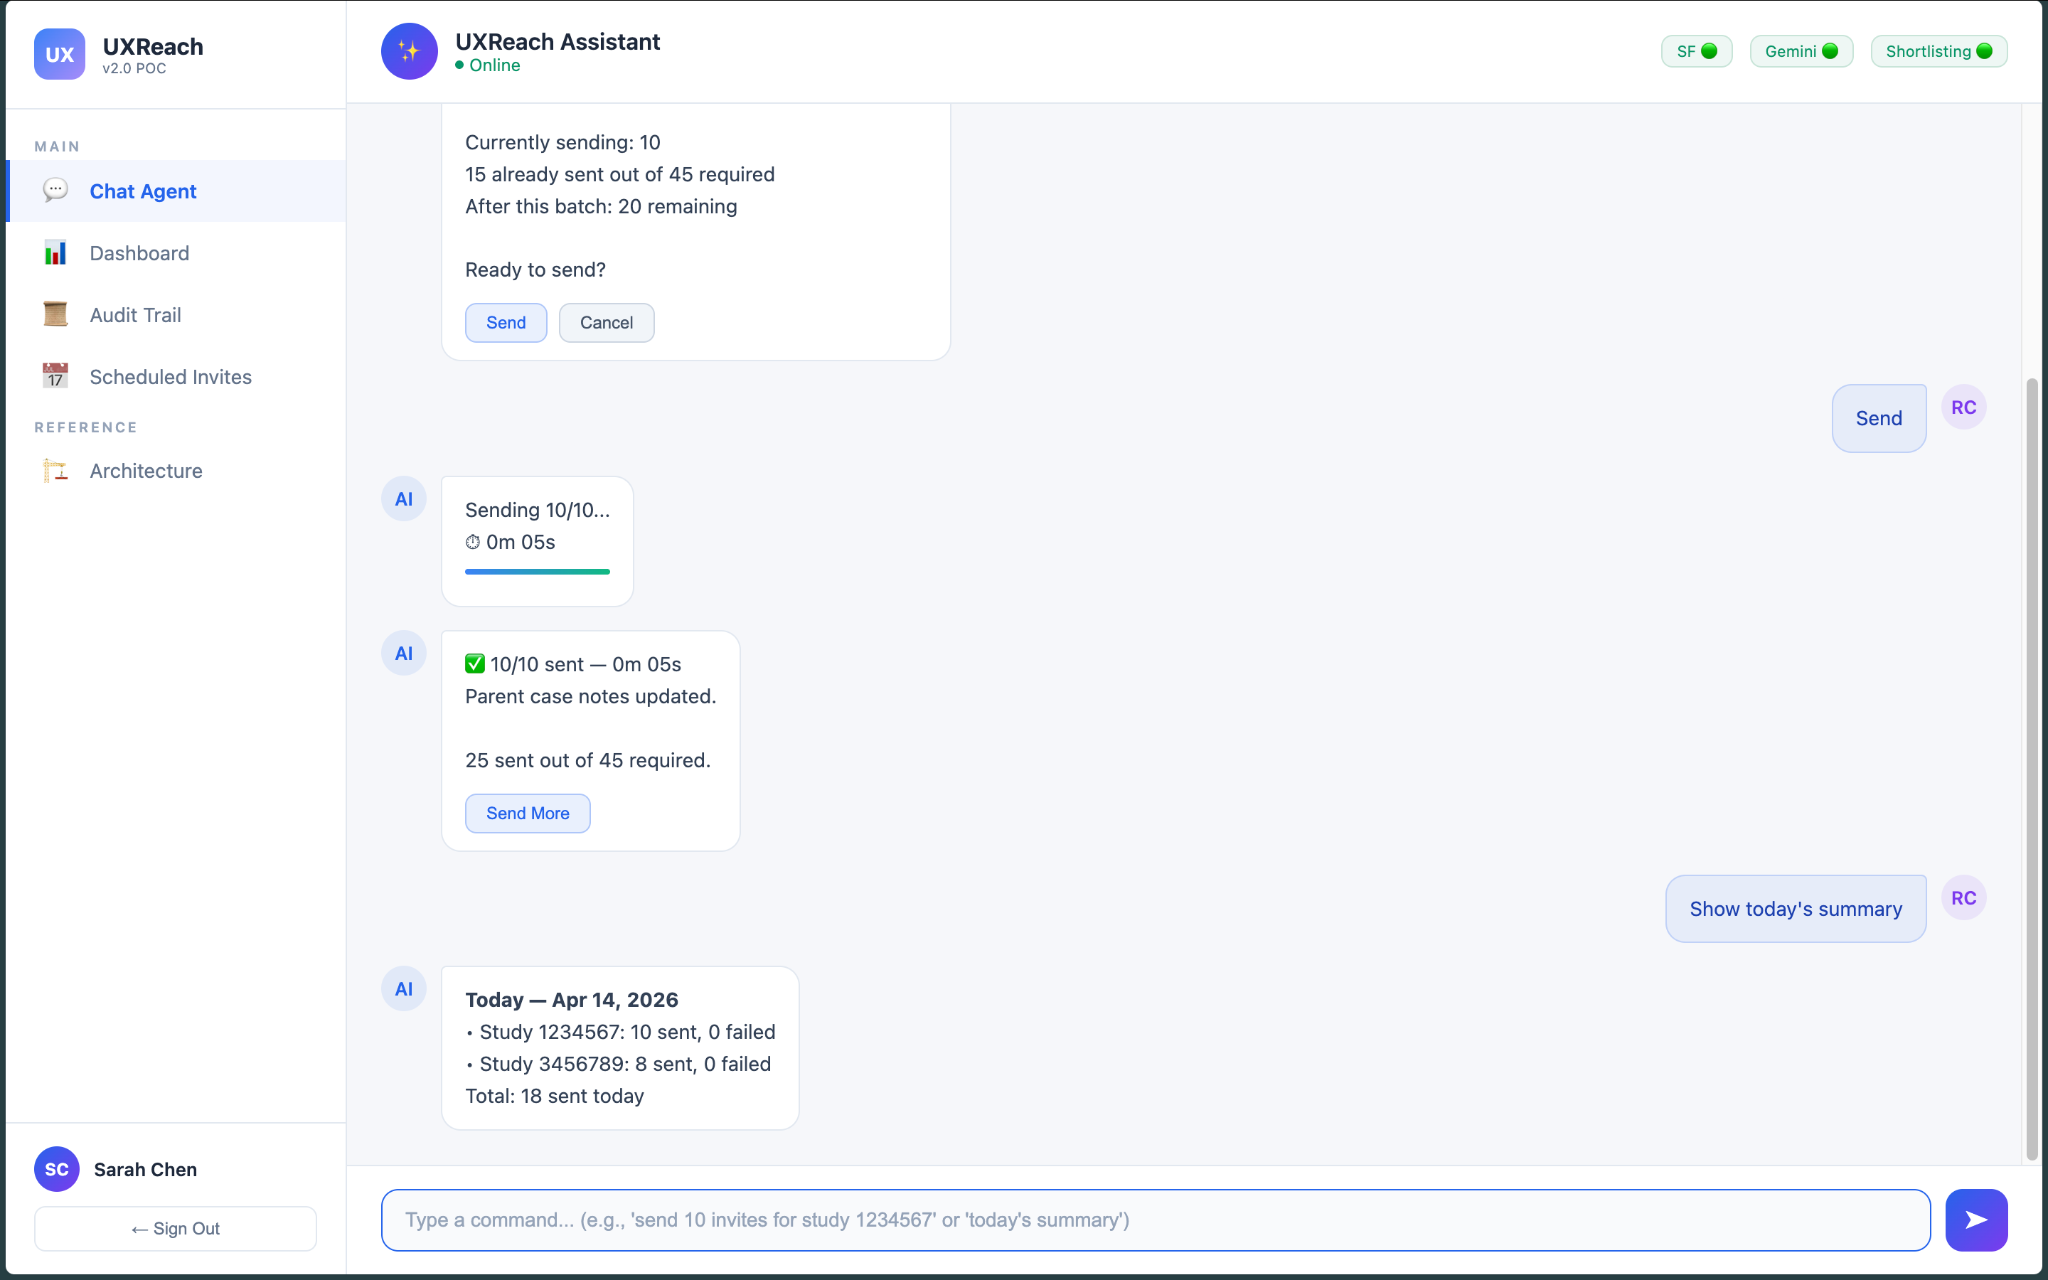 UX
UXReach
v2.0 POC
MAIN
Chat Agent
Dashboard
Audit Trail
17
Scheduled Invites
REFERENCE
Architecture
SC
Sarah Chen
← Sign Out
UXReach Assistant
Online
SF
Gemini
Shortlisting
Currently sending: 10
15 already sent out of 45 required
After this batch: 20 remaining
Ready to send?
Send
Cancel
Send
RC
AI
Sending 10/10...
⏱ 0m 05s
AI
✅ 10/10 sent — 0m 05s
Parent case notes updated.
25 sent out of 45 required.
Send More
Show today's summary
RC
AI
Today — Apr 14, 2026
• Study 1234567: 10 sent, 0 failed
• Study 3456789: 8 sent, 0 failed
Total: 18 sent today
Type a command... (e.g., 'send 10 invites for study 1234567' or 'today's summary')